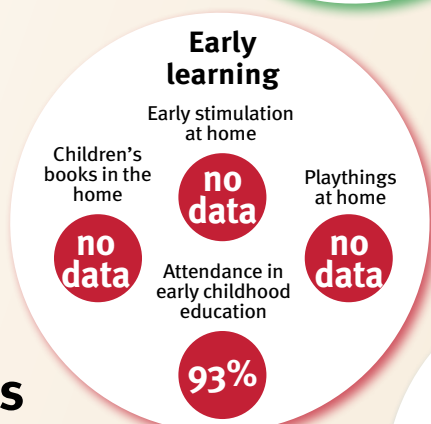 Early
learning
Early stimulation
at home
no
data
Children's
books in the
home
no
data
Playthings
at home
no
data
Attendance in
early childhood
education
93%
s